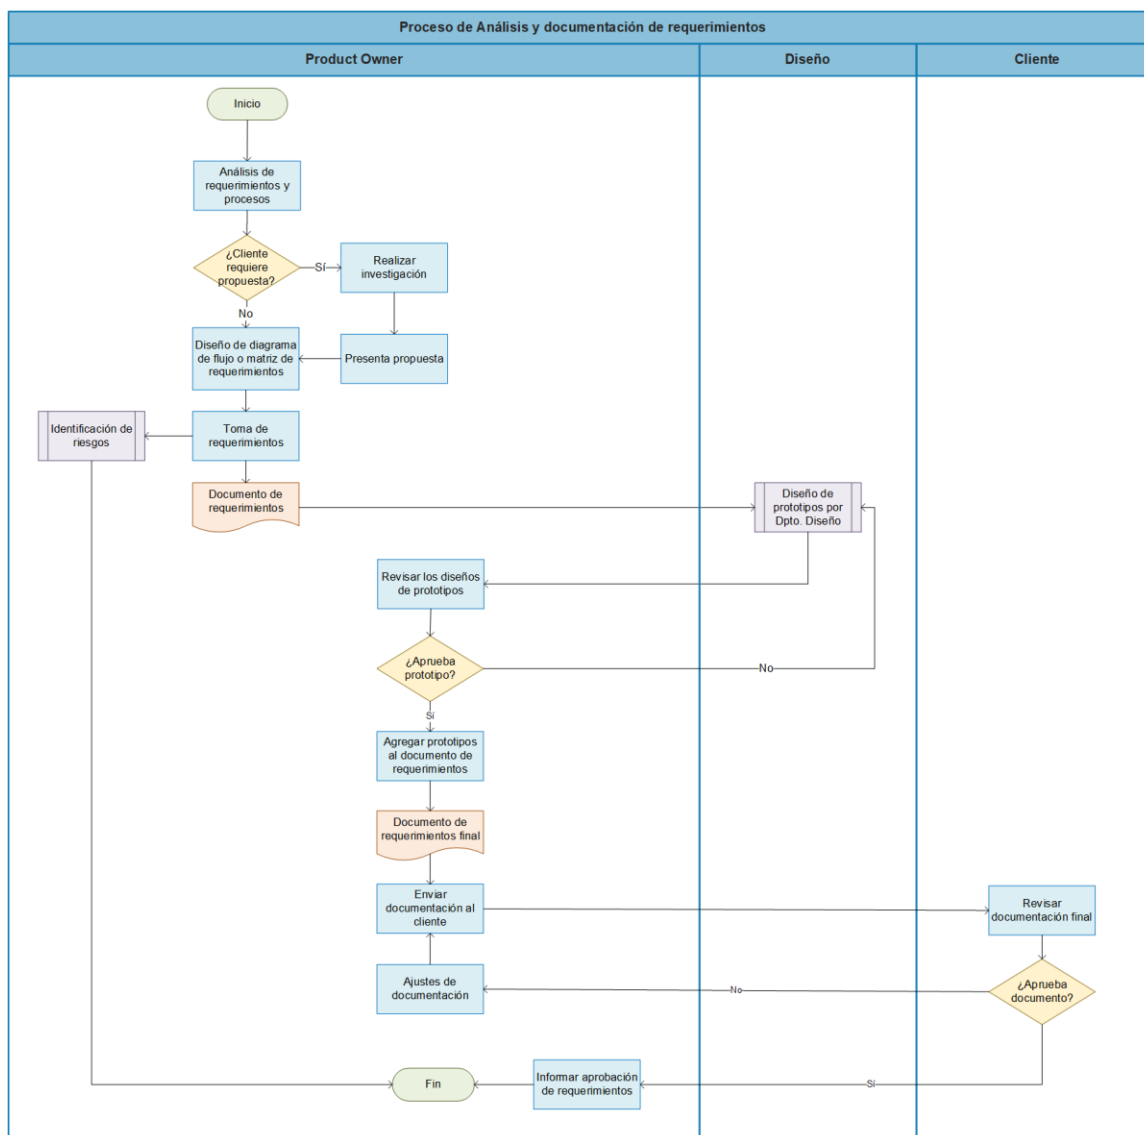 Proceso de Análisis y documentación de requerimientos
Product Owner
Diseño
Cliente
Inicio
Análisis de
requerimientos y
procesos
¿Cliente
requiere
propuesta?
Sí
Realizar
investigación
No
Diseño de diagrama
de flujo o matriz de
requerimientos
Presenta propuesta
Identificación de
riesgos
Toma de
requerimientos
Documento de
requerimientos
Diseño de
prototipos por
Dpto. Diseño
Revisar los diseños
de prototipos
¿Aprueba
prototipo?
No
Sí
Agregar prototipos
al documento de
requerimientos
Documento de
requerimientos final
Enviar
documentación al
cliente
Revisar
documentación final
Ajustes de
documentación
No
¿Aprueba
documento?
Fin
Informar aprobación
de requerimientos
Sí